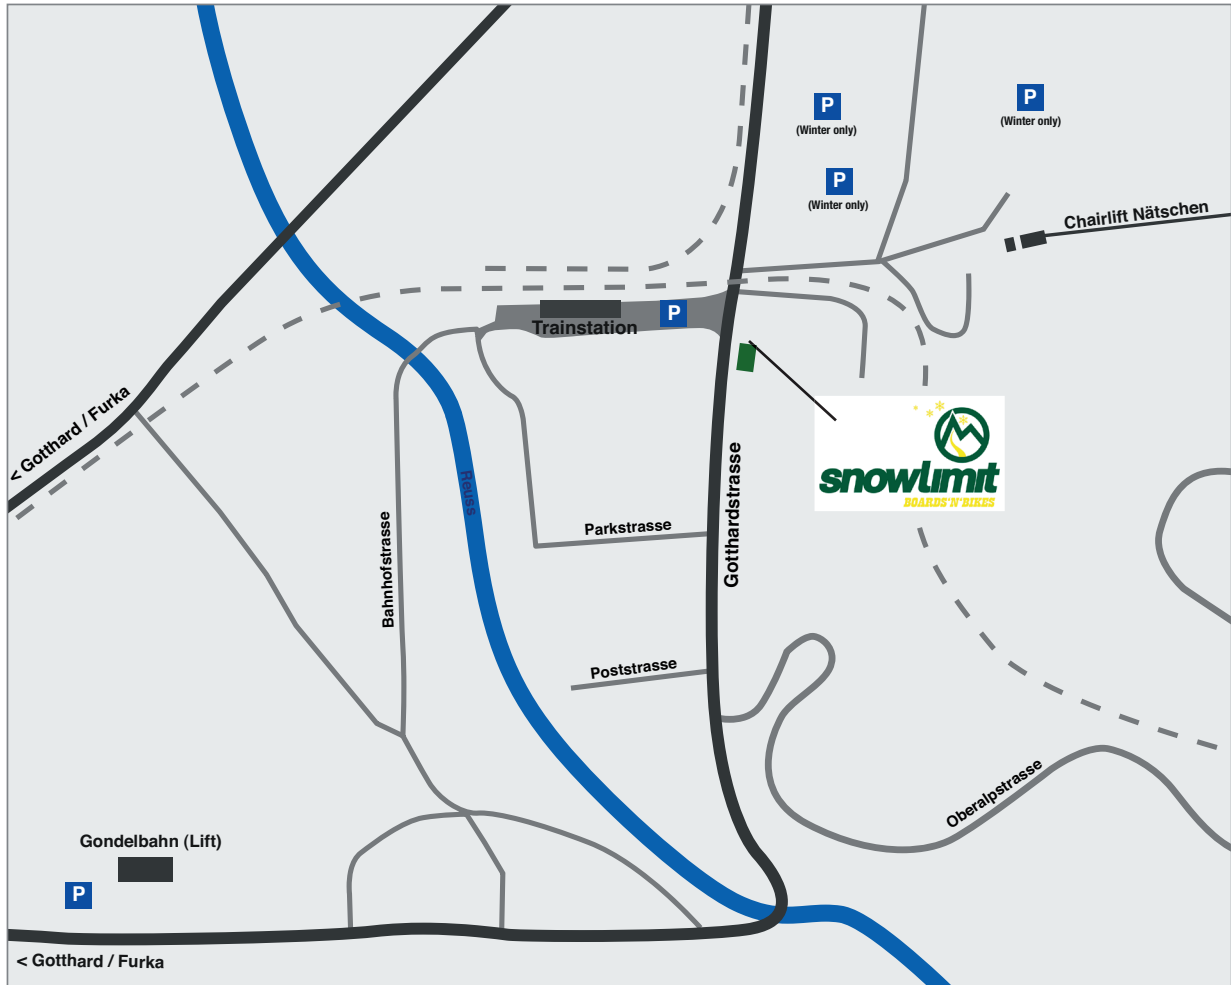 P
(Winter only)
P
(Winter only)
P
(Winter only)
Chairlift Nätschen
P
Trainstation
< Gotthard / Furka
snowlimit
BOARDS'N'BIKES
Gotthardstrasse
Reuss
Bahnhofstrasse
Parkstrasse
Poststrasse
Oberalpstrasse
Gondelbahn (Lift)
P
< Gotthard / Furka